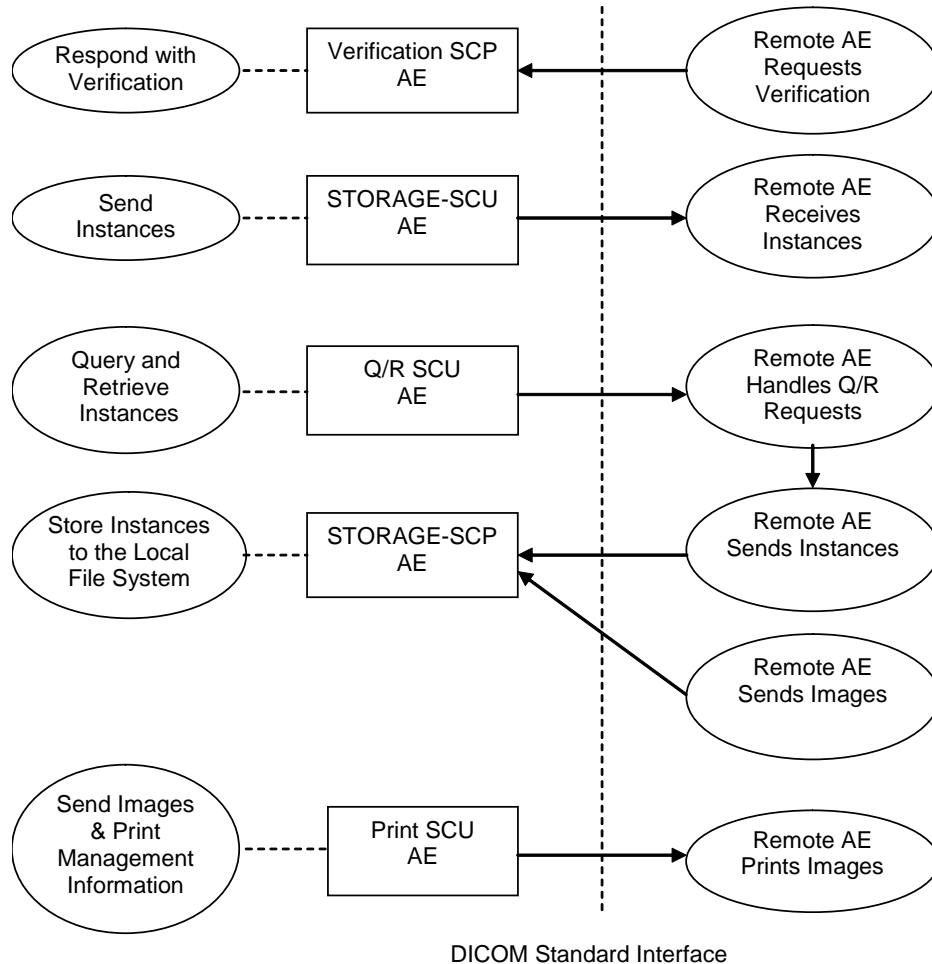 Respond with
Verification
Verification SCP
AE
Remote AE
Requests
Verification
Send
Instances
STORAGE-SCU
AE
Remote AE
Receives
Instances
Query and
Retrieve
Instances
Q/R SCU
AE
Remote AE
Handles Q/R
Requests
Store Instances
to the Local
File System
STORAGE-SCP
AE
Remote AE
Sends Instances
Remote AE
Sends Images
Send Images
& Print
Management
Information
Print SCU
AE
Remote AE
Prints Images
DICOM Standard Interface